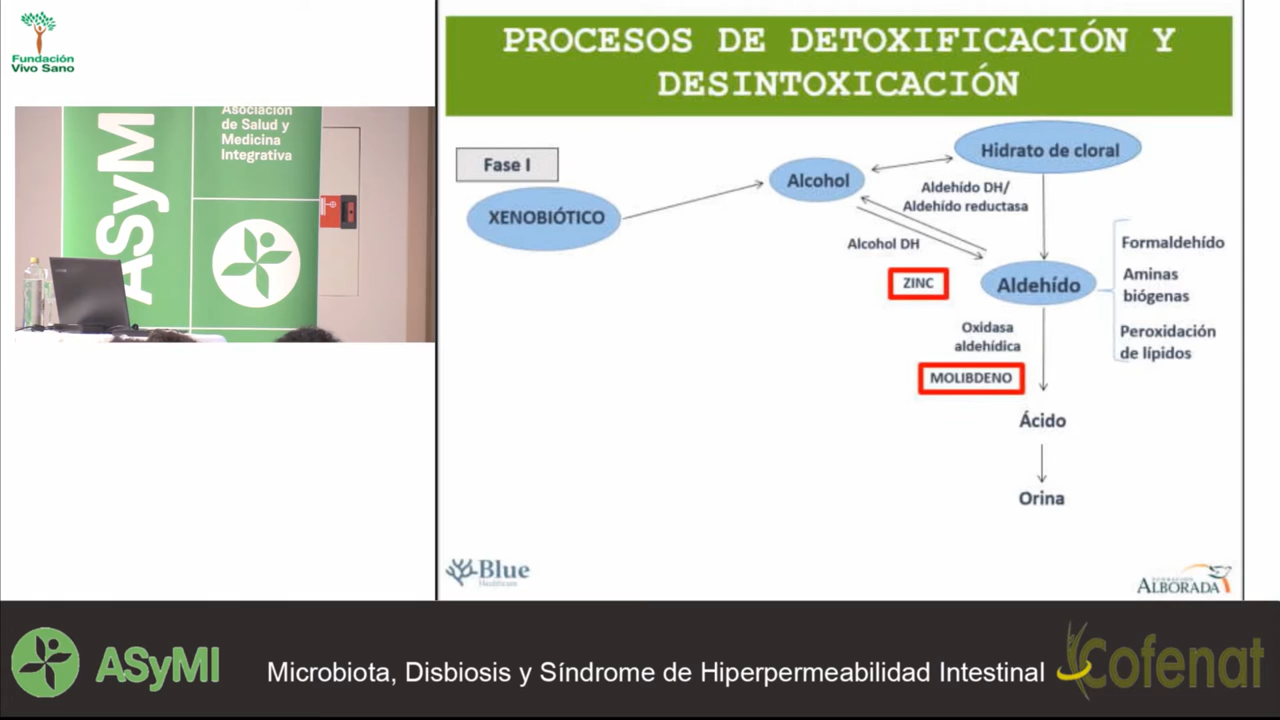 Fundación
Vivo Sano
ASyMI
Asociación
de Salud y
Medicina
Integrativa
PROCESOS DE DETOXIFICACIÓN Y
DESINTOXICACIÓN
Fase I
XENOBIÓTICO
Alcohol
Hidrato de cloral
Aldehído DH/
Aldehído reductasa
Alcohol DH
ZINC
Aldehído
Formaldehído
Aminas
biógenas
Peroxidación
de lípidos
Oxidasa
aldehídica
MOLIBDENO
Ácido
Orina
Blue
Healthcare
FUNDACIÓN
ALBORADA
ASyMI
Microbiota, Disbiosis y Síndrome de Hiperpermeabilidad Intestinal
Cofenat